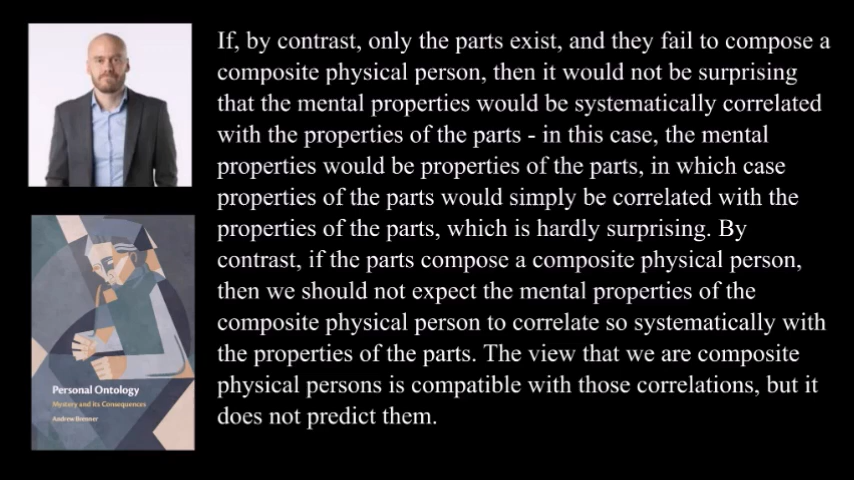 If, by contrast, only the parts exist, and they fail to compose a
composite physical person, then it would not be surprising
that the mental properties would be systematically correlated
with the properties of the parts - in this case, the mental
properties would be properties of the parts, in which case
properties of the parts would simply be correlated with the
properties of the parts, which is hardly surprising. By
contrast, if the parts compose a composite physical person,
then we should not expect the mental properties of the
composite physical person to correlate so systematically with
the properties of the parts. The view that we are composite
physical persons is compatible with those correlations, but it
does not predict them.
Personal Ontology
Mystery and Its Consequences
Andrew Brenner